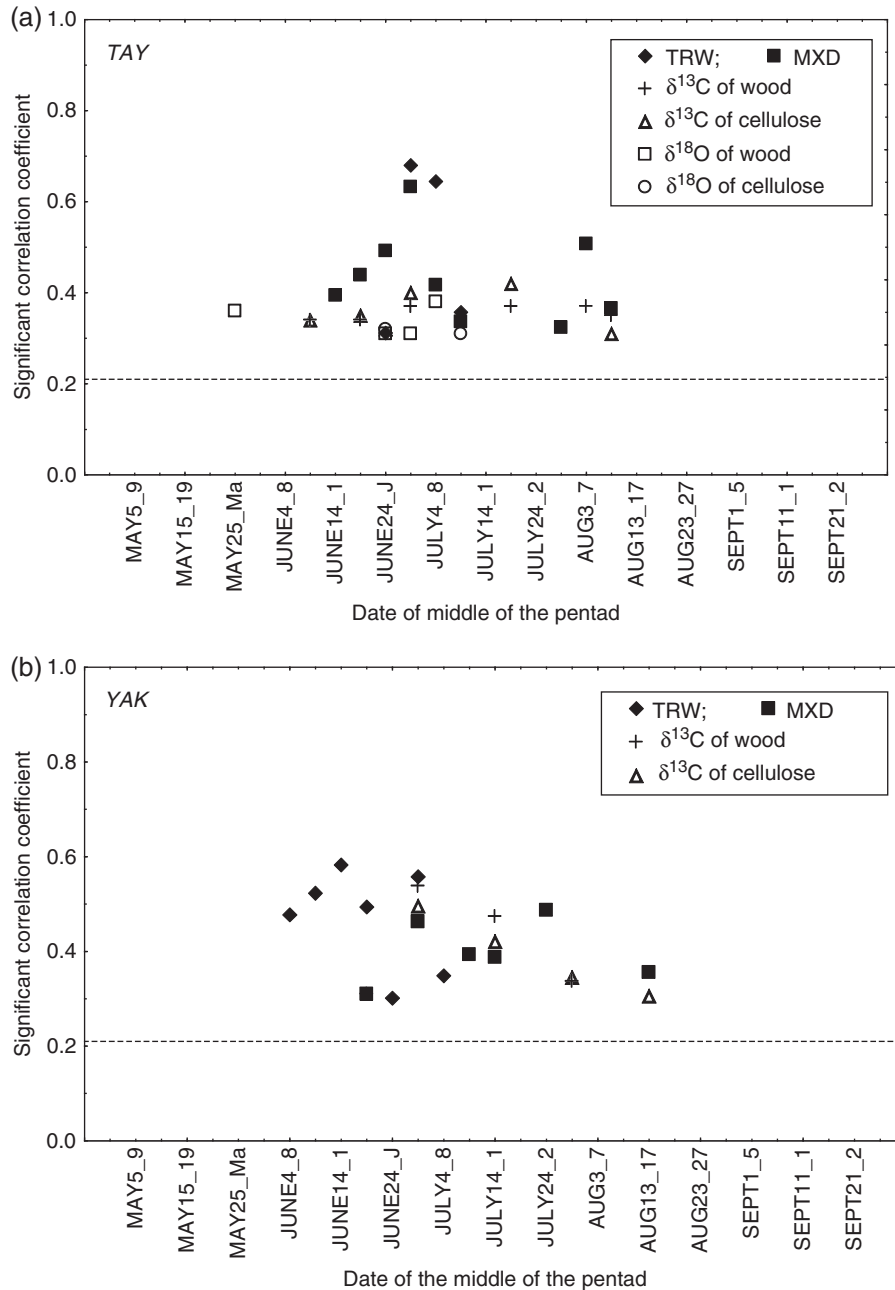 (a)
TAY
TRW; MXD
δ13C of wood
δ13C of cellulose
δ18O of wood
δ18O of cellulose
Significant correlation coefficient
1.0
0.8
0.6
0.4
0.2
0.0
MAY5_9
MAY15_19
MAY25_Ma
JUNE4_8
JUNE14_1
JUNE24_J
JULY4_8
JULY14_1
JULY24_2
AUG3_7
AUG13_17
AUG23_27
SEPT1_5
SEPT11_1
SEPT21_2
Date of middle of the pentad
(b)
YAK
TRW; MXD
δ13C of wood
δ13C of cellulose
Significant correlation coefficient
1.0
0.8
0.6
0.4
0.2
0.0
MAY5_9
MAY15_19
MAY25_Ma
JUNE4_8
JUNE14_1
JUNE24_J
JULY4_8
JULY14_1
JULY24_2
AUG3_7
AUG13_17
AUG23_27
SEPT1_5
SEPT11_1
SEPT21_2
Date of the middle of the pentad